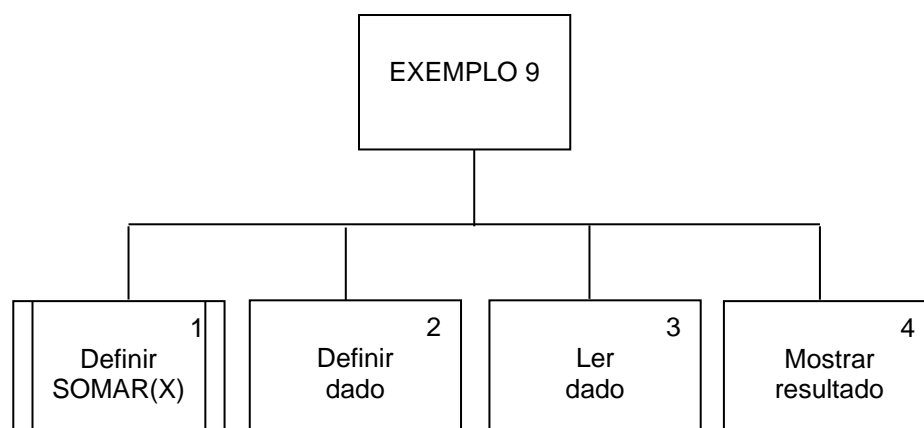 EXEMPLO 9
1
Definir
SOMAR(X)
2
Definir
dado
3
Ler
dado
4
Mostrar
resultado